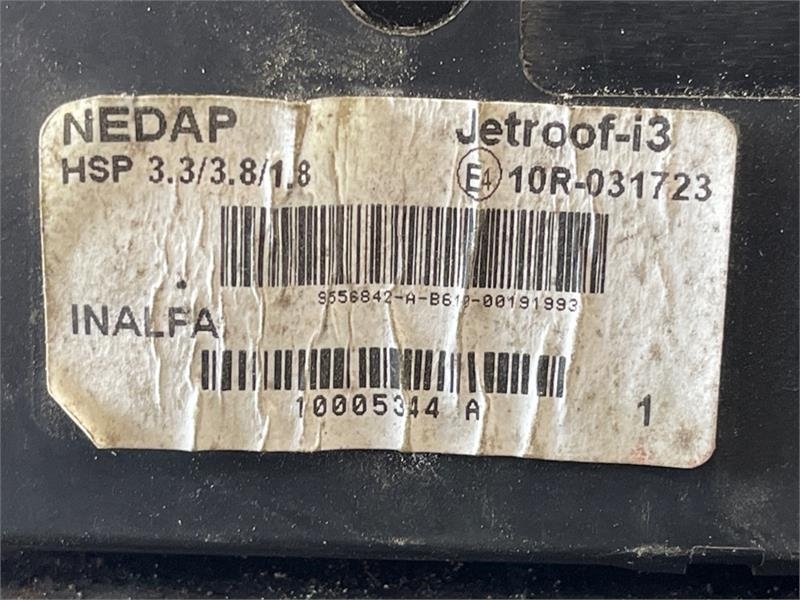 NEDAP Jetroof-i3
HSP 3.3/3.8/1.8 E4 10R-031723
9556842-A-B610-00191993
INALFA
10005344 A 1